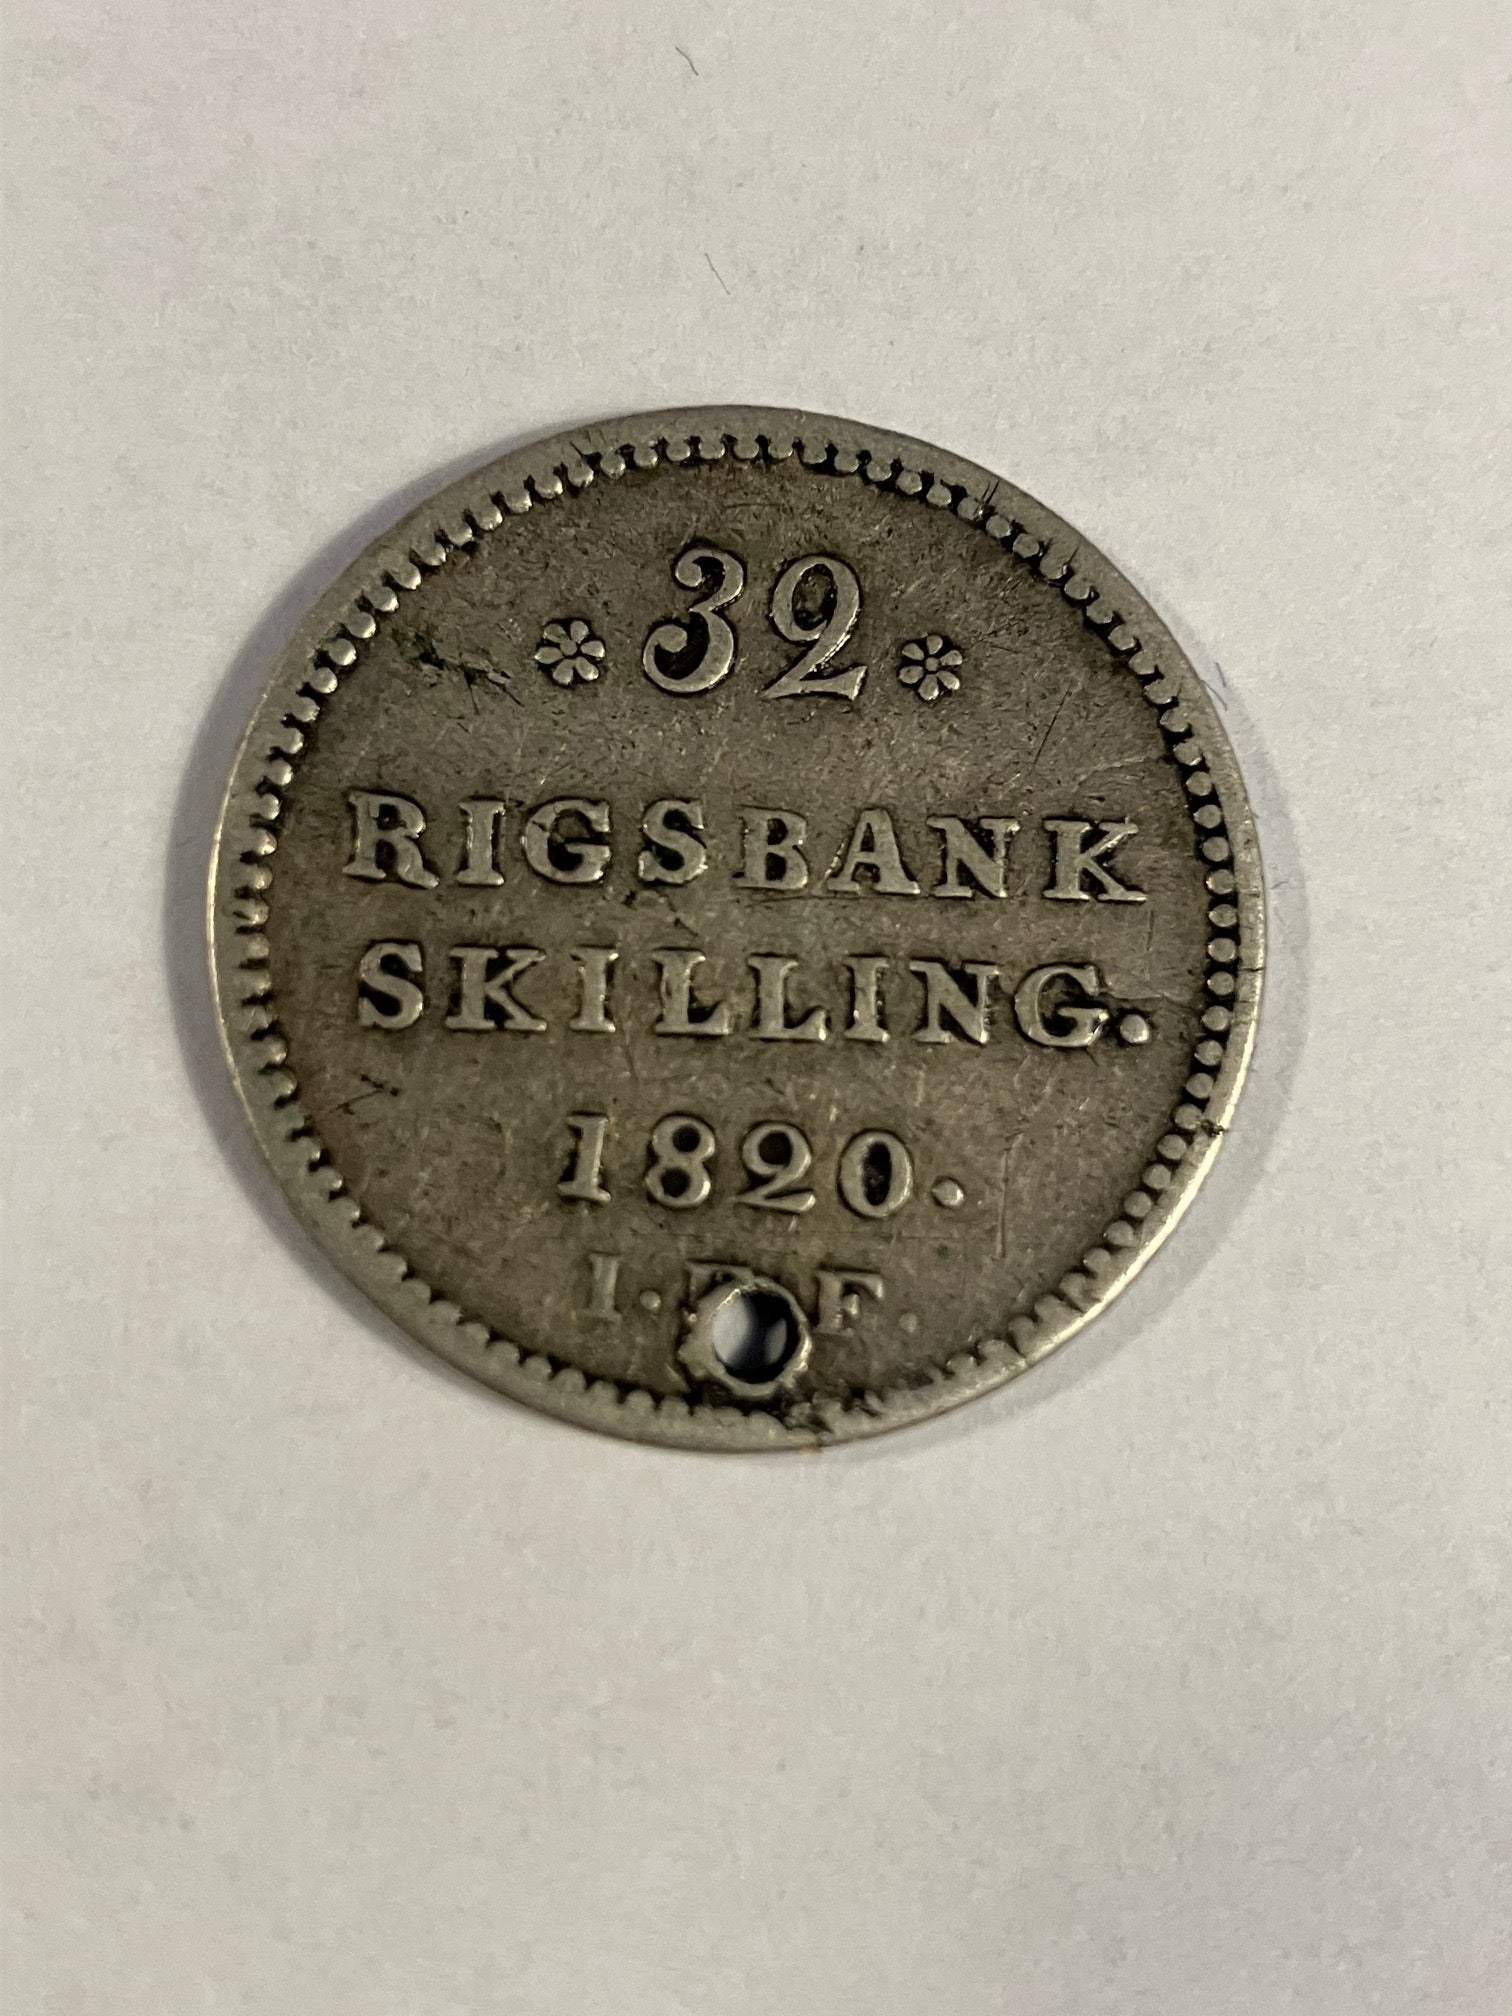 32
RIGSBANK
SKILLING.
1820.
I. F.